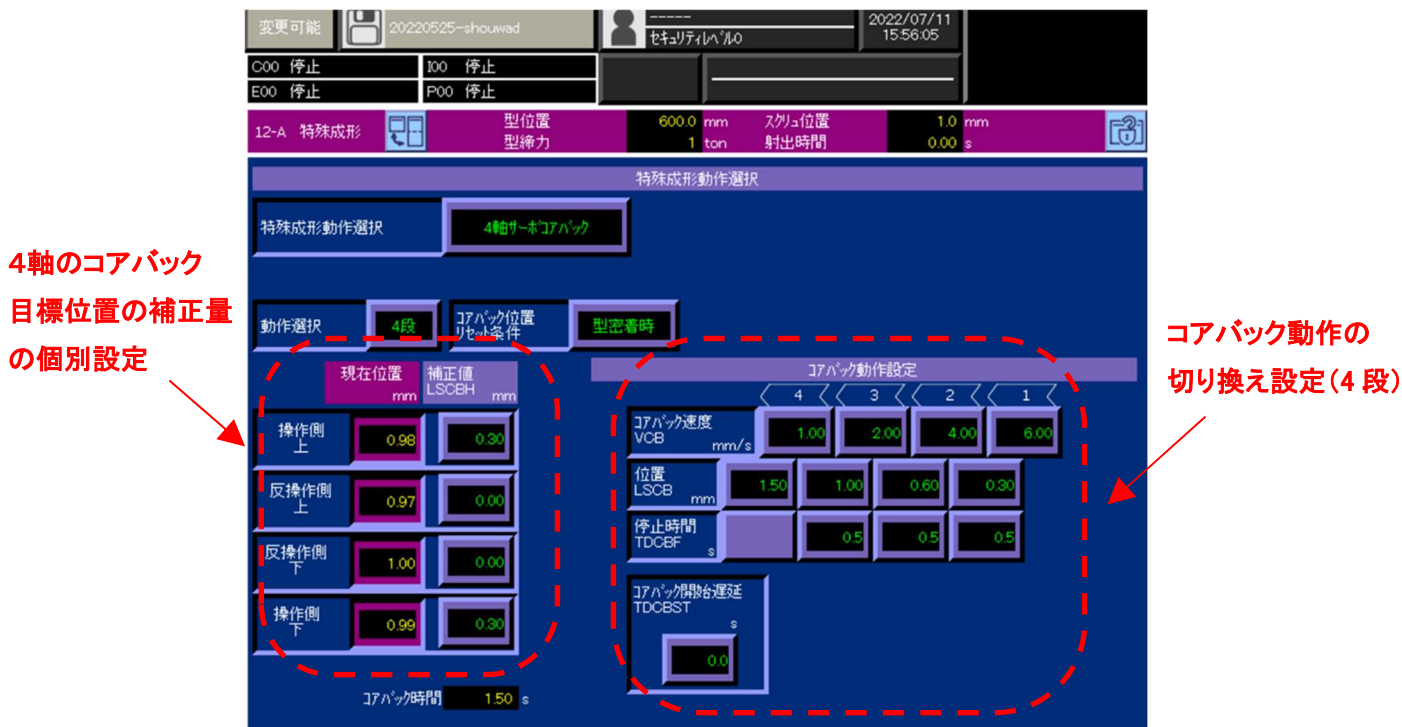 変更可能
20220525-shouwad
-----
セキュリティレベル0
2022/07/11
15:56:05
C00 停止
I00 停止
E00 停止
P00 停止
12-A 特殊成形
型位置 600.0 mm スクリュ位置 1.0 mm
型締力 1 ton 射出時間 0.00 s
特殊成形動作選択
特殊成形動作選択 4軸サーボコアバック
動作選択 4段 コアバック位置
リセット条件 型密着時
4軸のコアバック
目標位置の補正量
の個別設定
現在位置
mm
補正値
LSCBH mm
操作側
上 0.98 0.30
反操作側
上 0.97 0.00
反操作側
下 1.00 0.00
操作側
下 0.99 0.30
コアバック時間 1.50 s
コアバック動作設定
4 3 2 1
コアバック速度
VCB mm/s 1.00 2.00 4.00 6.00
位置
LSCB mm 1.50 1.00 0.60 0.30
停止時間
TDCBF s 0.5 0.5 0.5
コアバック開始遅延
TDCBST
s
0.0
コアバック動作の
切り換え設定(4段)